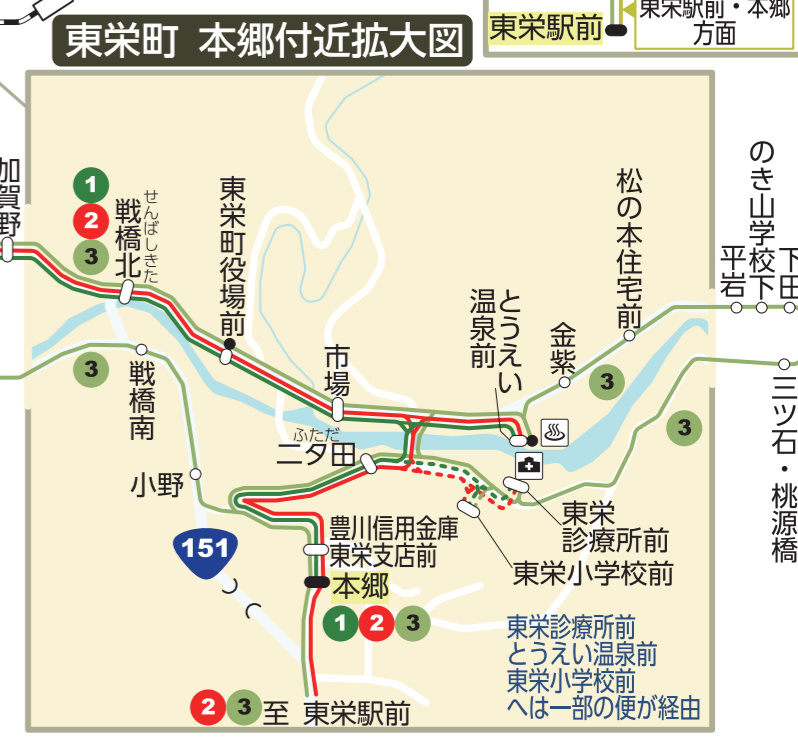 東栄駅前
東栄駅前・本郷
方面
東栄町 本郷付近拡大図
加賀野
1
2
3
せんばしきた
戦橋北
東栄町役場前
松の本住宅前
のき山学校下
平岩
下田
とうえい
温泉前
金紫
市場
3
戦橋南
3
3
三ツ石・桃源橋
ふただ
二タ田
小野
東栄
診療所前
豊川信用金庫
東栄支店前
151
東栄小学校前
本郷
1 2 3
東栄診療所前
とうえい温泉前
東栄小学校前
へは一部の便が経由
2 3 至 東栄駅前